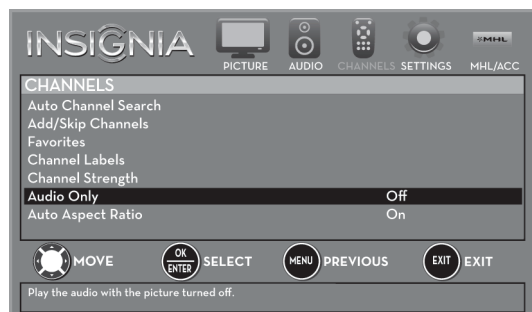 INSIGNIA
PICTURE AUDIO CHANNELS SETTINGS MHL MHL/ACC
CHANNELS
Auto Channel Search
Add/Skip Channels
Favorites
Channel Labels
Channel Strength
Audio Only Off
Auto Aspect Ratio On
MOVE OK ENTER SELECT MENU PREVIOUS EXIT EXIT
Play the audio with the picture turned off.